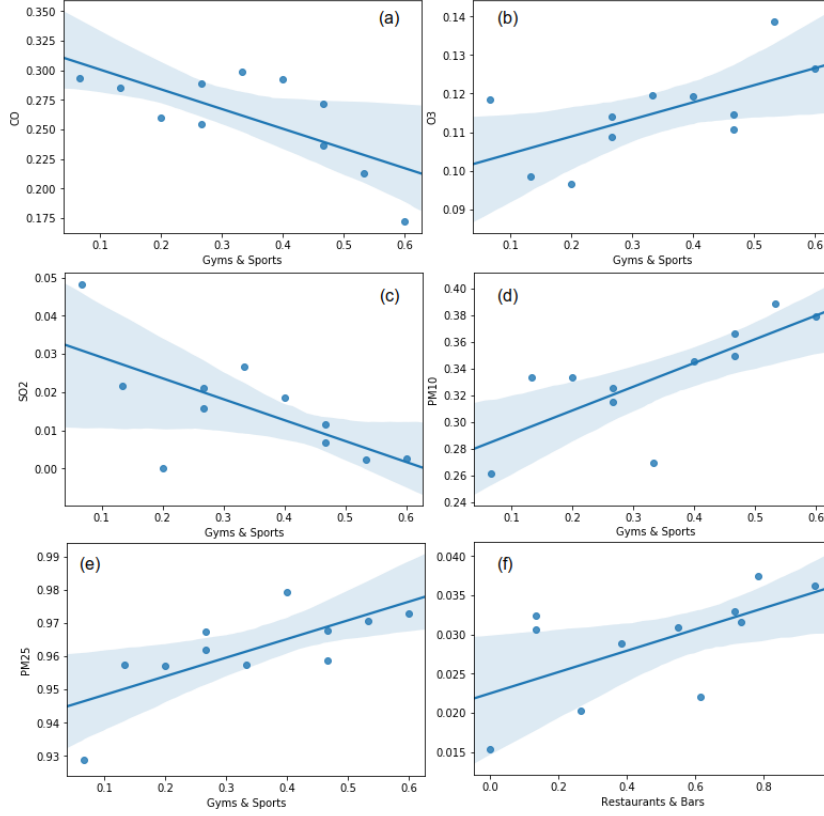 (a)
0.350
0.325
0.300
0.275
0.250
0.225
0.200
0.175
CO
0.1 0.2 0.3 0.4 0.5 0.6
Gyms & Sports
(b)
0.14
0.13
0.12
0.11
0.10
0.09
O3
0.1 0.2 0.3 0.4 0.5 0.6
Gyms & Sports
(c)
0.05
0.04
0.03
0.02
0.01
0.00
SO2
0.1 0.2 0.3 0.4 0.5 0.6
Gyms & Sports
(d)
0.40
0.38
0.36
0.34
0.32
0.30
0.28
0.26
0.24
PM10
0.1 0.2 0.3 0.4 0.5 0.6
Gyms & Sports
(e)
0.99
0.98
0.97
0.96
0.95
0.94
0.93
PM25
0.1 0.2 0.3 0.4 0.5 0.6
Gyms & Sports
(f)
0.040
0.035
0.030
0.025
0.020
0.015
0.0 0.2 0.4 0.6 0.8
Restaurants & Bars